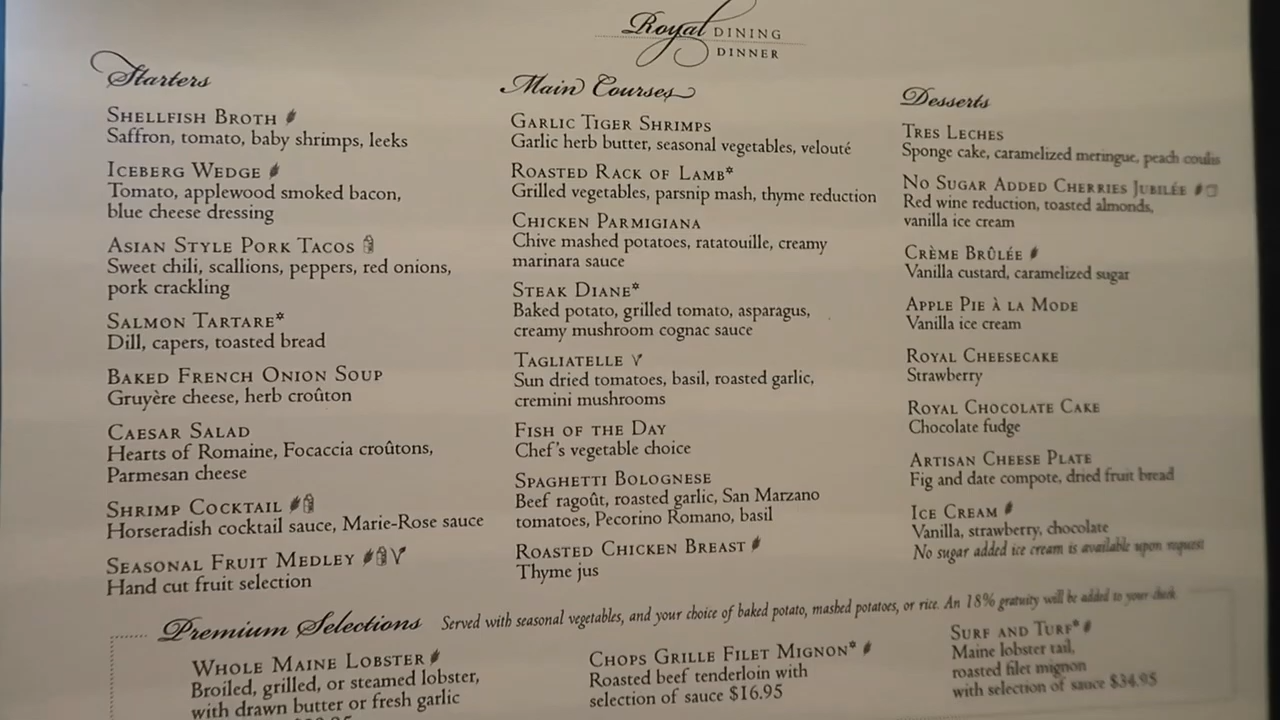 Royal DINING
DINNER
Starters
SHELLFISH BROTH
Saffron, tomato, baby shrimps, leeks
ICEBERG WEDGE
Tomato, applewood smoked bacon,
blue cheese dressing
ASIAN STYLE PORK TACOS
Sweet chili, scallions, peppers, red onions,
pork crackling
SALMON TARTARE*
Dill, capers, toasted bread
BAKED FRENCH ONION SOUP
Gruyère cheese, herb croûton
CAESAR SALAD
Hearts of Romaine, Focaccia croûtons,
Parmesan cheese
SHRIMP COCKTAIL
Horseradish cocktail sauce, Marie-Rose sauce
SEASONAL FRUIT MEDLEY
Hand cut fruit selection
Main Courses
GARLIC TIGER SHRIMPS
Garlic herb butter, seasonal vegetables, velouté
ROASTED RACK OF LAMB*
Grilled vegetables, parsnip mash, thyme reduction
CHICKEN PARMIGIANA
Chive mashed potatoes, ratatouille, creamy
marinara sauce
STEAK DIANE*
Baked potato, grilled tomato, asparagus,
creamy mushroom cognac sauce
TAGLIATELLE V
Sun dried tomatoes, basil, roasted garlic,
cremini mushrooms
FISH OF THE DAY
Chef's vegetable choice
SPAGHETTI BOLOGNESE
Beef ragoût, roasted garlic, San Marzano
tomatoes, Pecorino Romano, basil
ROASTED CHICKEN BREAST
Thyme jus
Desserts
TRES LECHES
Sponge cake, caramelized meringue, peach coulis
NO SUGAR ADDED CHERRIES JUBILÉE
Red wine reduction, toasted almonds,
vanilla ice cream
CRÈME BRÛLÉE
Vanilla custard, caramelized sugar
APPLE PIE À LA MODE
Vanilla ice cream
ROYAL CHEESECAKE
Strawberry
ROYAL CHOCOLATE CAKE
Chocolate fudge
ARTISAN CHEESE PLATE
Fig and date compote, dried fruit bread
ICE CREAM
Vanilla, strawberry, chocolate
No sugar added ice cream is available upon request
Premium Selections Served with seasonal vegetables, and your choice of baked potato, mashed potatoes, or rice. An 18% gratuity will be added to your check.
WHOLE MAINE LOBSTER
Broiled, grilled, or steamed lobster,
with drawn butter or fresh garlic
CHOPS GRILLE FILET MIGNON*
Roasted beef tenderloin with
selection of sauce $16.95
SURF AND TURF*
Maine lobster tail,
roasted filet mignon
with selection of sauce $34.95